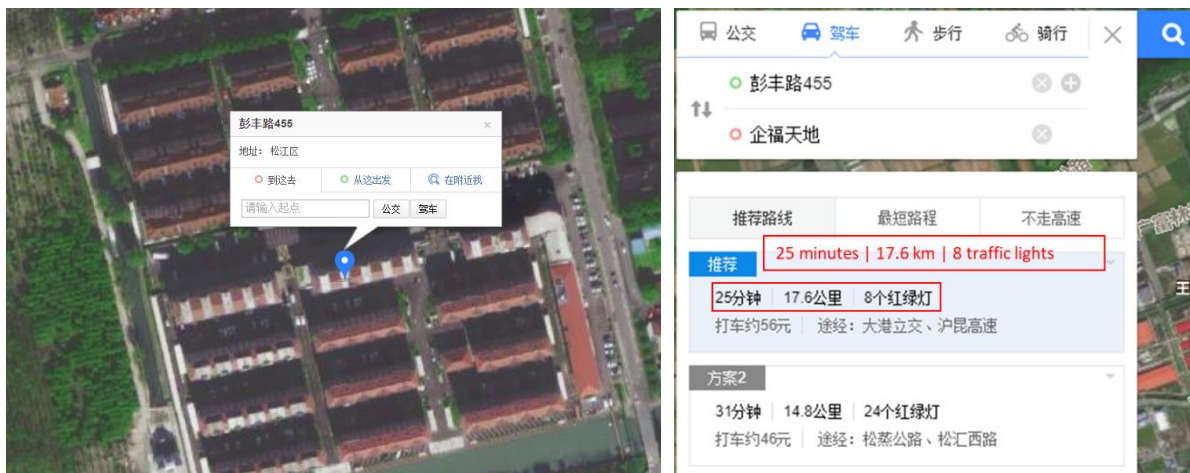 彭丰路455
地址： 松江区
到这去
从这出发
在附近找
请输入起点
公交
驾车
公交
驾车
步行
骑行
彭丰路455
企福天地
推荐路线
最短路程
不走高速
25 minutes | 17.6 km | 8 traffic lights
推荐
25分钟 | 17.6公里 | 8个红绿灯
打车约56元 | 途经：大港立交、沪昆高速
方案2
31分钟 | 14.8公里 | 24个红绿灯
打车约46元 | 途经：松蒸公路、松汇西路
王